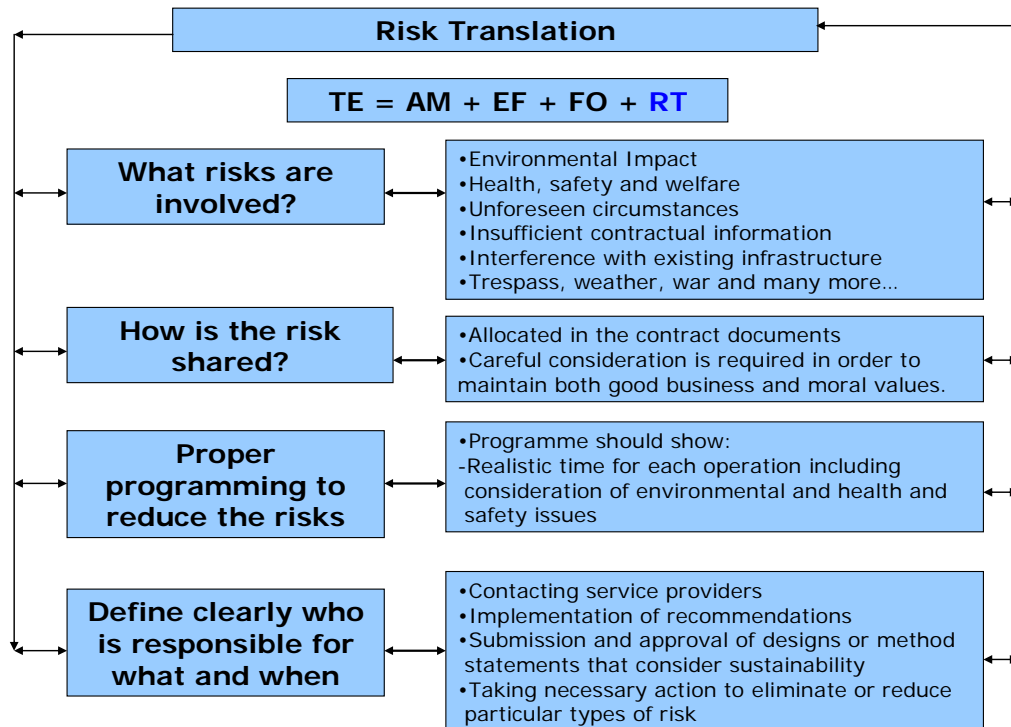 Risk Translation
TE = AM + EF + FO + RT
What risks are
involved?
•Environmental Impact
•Health, safety and welfare
•Unforeseen circumstances
•Insufficient contractual information
•Interference with existing infrastructure
•Trespass, weather, war and many more...
How is the risk
shared?
•Allocated in the contract documents
•Careful consideration is required in order to
maintain both good business and moral values.
Proper
programming to
reduce the risks
•Programme should show:
-Realistic time for each operation including
consideration of environmental and health and
safety issues
Define clearly who
is responsible for
what and when
•Contacting service providers
•Implementation of recommendations
•Submission and approval of designs or method
statements that consider sustainability
•Taking necessary action to eliminate or reduce
particular types of risk